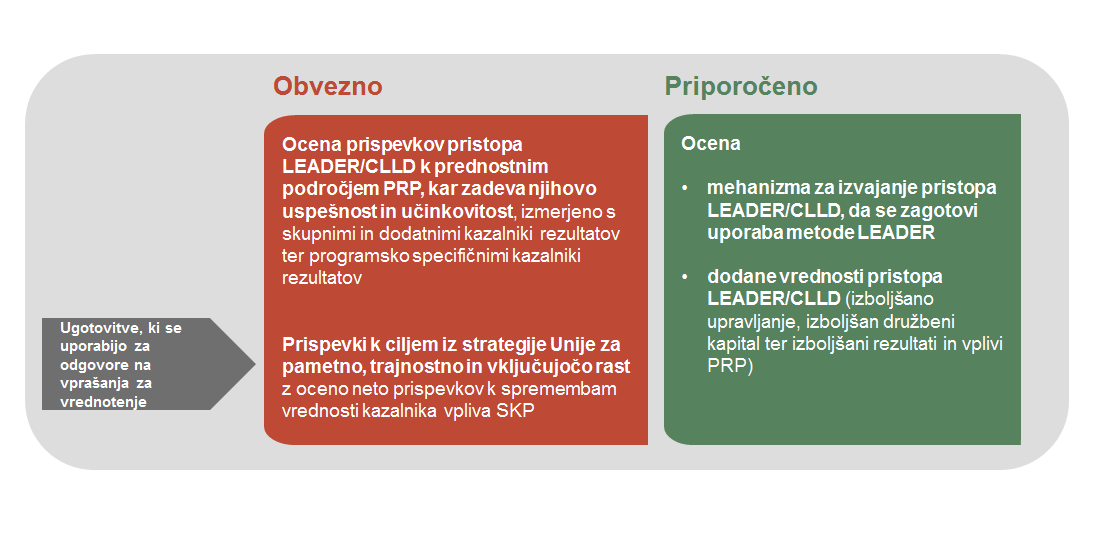 Obvezno
Ocena prispevkov pristopa
LEADER/CLLD k prednostnim
področjem PRP, kar zadeva njihovo
uspešnost in učinkovitost, izmerjeno s
skupnimi in dodatnimi kazalniki rezultatov
ter programsko specifičnimi kazalniki
rezultatov
Prispevki k ciljem iz strategije Unije za
pametno, trajnostno in vključujočo rast
z oceno neto prispevkov k spremembam
vrednosti kazalnika vpliva SKP
Priporočeno
Ocena
• mehanizma za izvajanje pristopa
LEADER/CLLD, da se zagotovi
uporaba metode LEADER
• dodane vrednosti pristopa
LEADER/CLLD (izboljšano
upravljanje, izboljšan družbeni
kapital ter izboljšani rezultati in vplivi
PRP)
Ugotovitve, ki se
uporabijo za
odgovore na
vprašanja za
vrednotenje